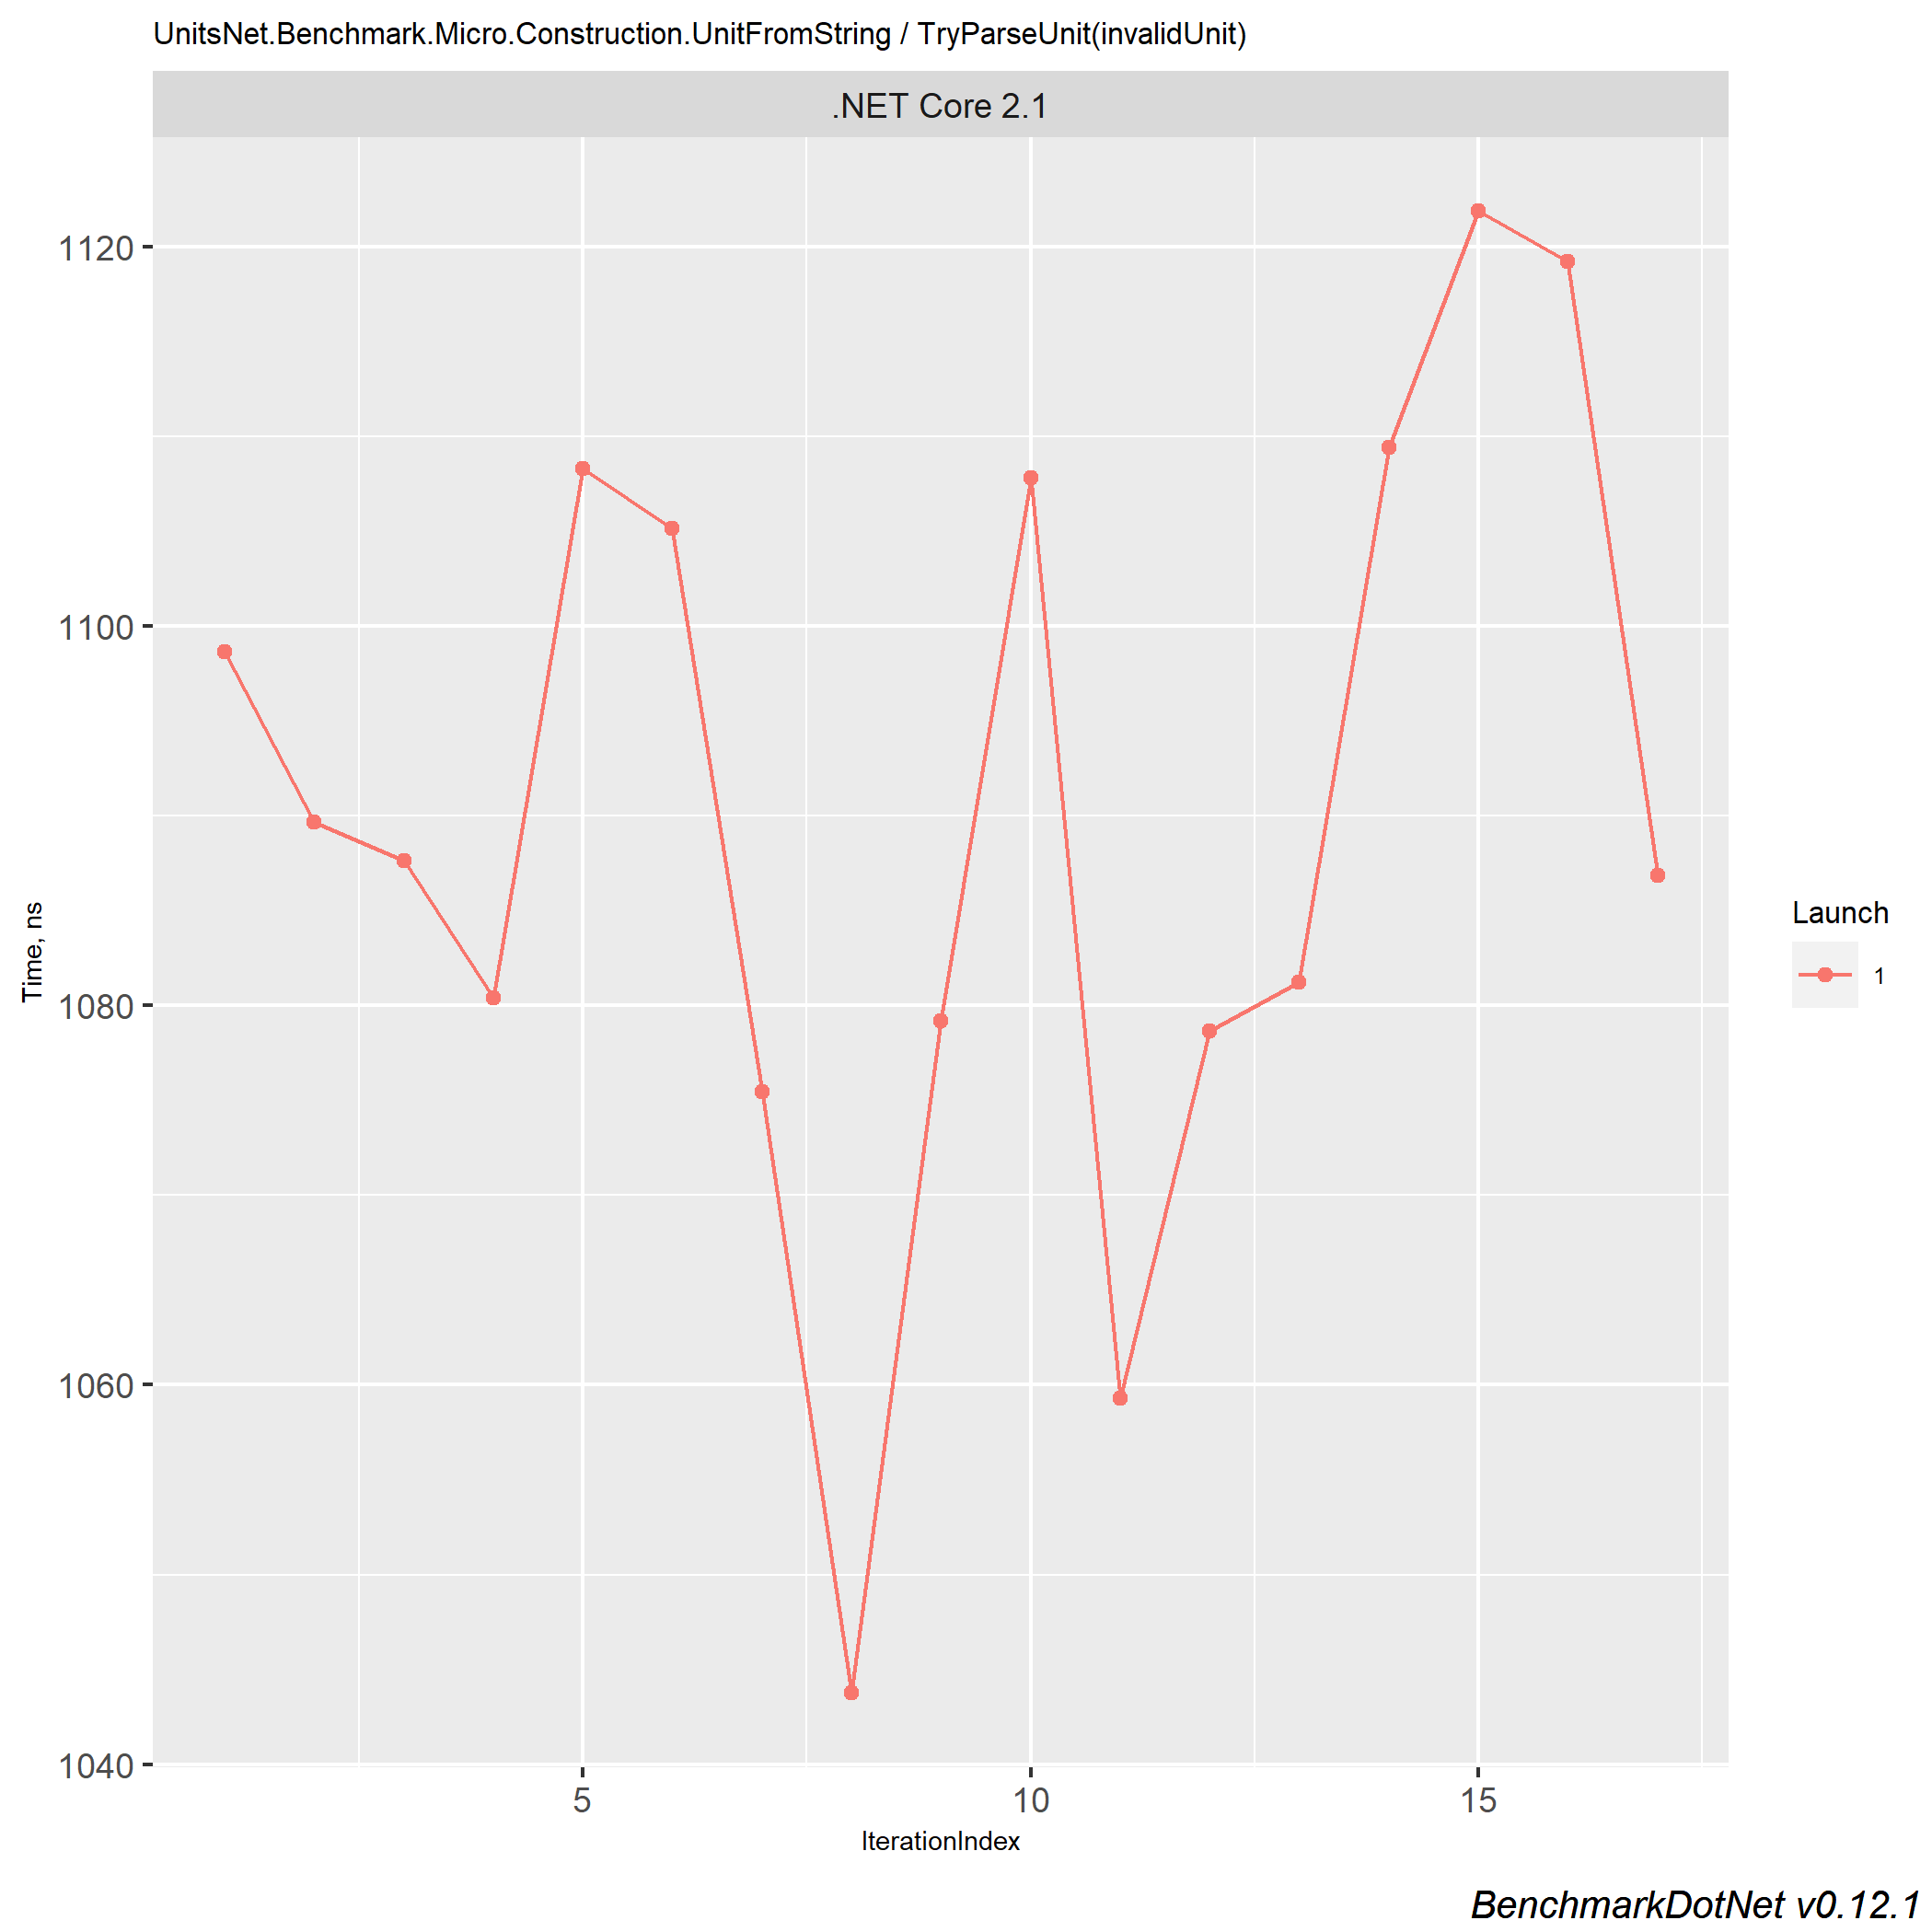 UnitsNet.Benchmark.Micro.Construction.UnitFromString / TryParseUnit(invalidUnit)
.NET Core 2.1
1120
1100
1080
1060
1040
Time, ns
5 10 15
IterationIndex
Launch
1
BenchmarkDotNet v0.12.1